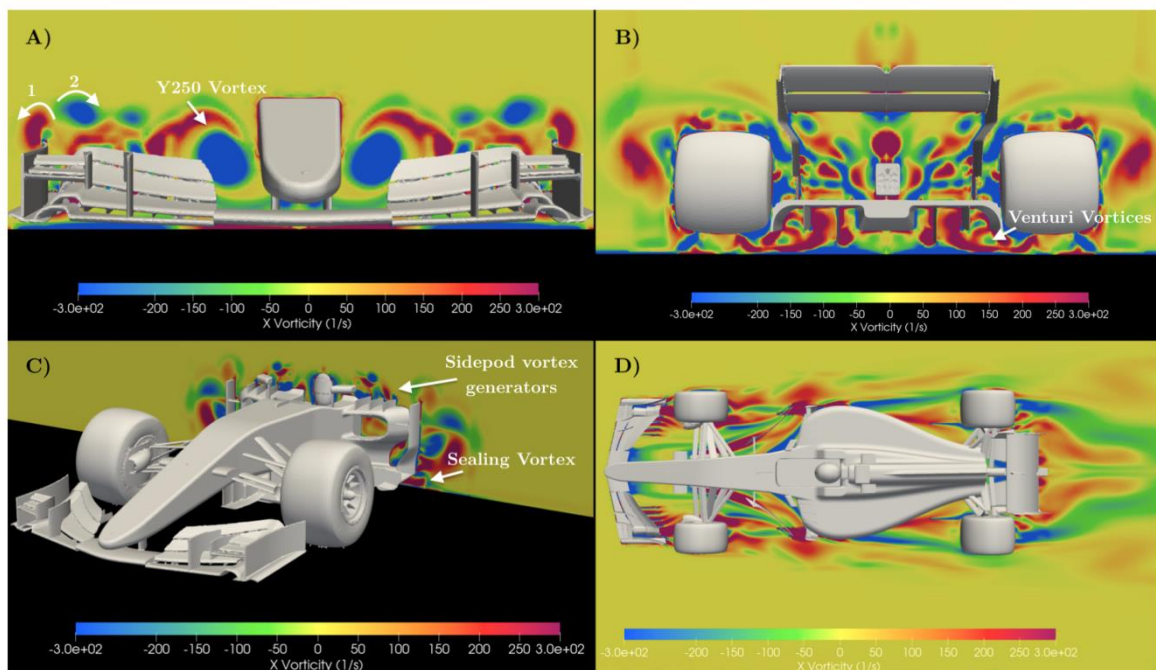 A)
1
2
Y250 Vortex
-3.0e+02 -200 -150 -100 -50 0 50 100 150 200 250 3.0e+02
X Vorticity (1/s)
B)
Venturi Vortices
-3.0e+02 -200 -150 -100 -50 0 50 100 150 200 250 3.0e+02
X Vorticity (1/s)
C)
Sidepod vortex
generators
Sealing Vortex
-3.0e+02 -200 -150 -100 -50 0 50 100 150 200 3.0e+02
X Vorticity (1/s)
D)
-3.0e+02 -200 -150 -100 -50 0 50 100 150 200 3.0e+02
X Vorticity (1/s)